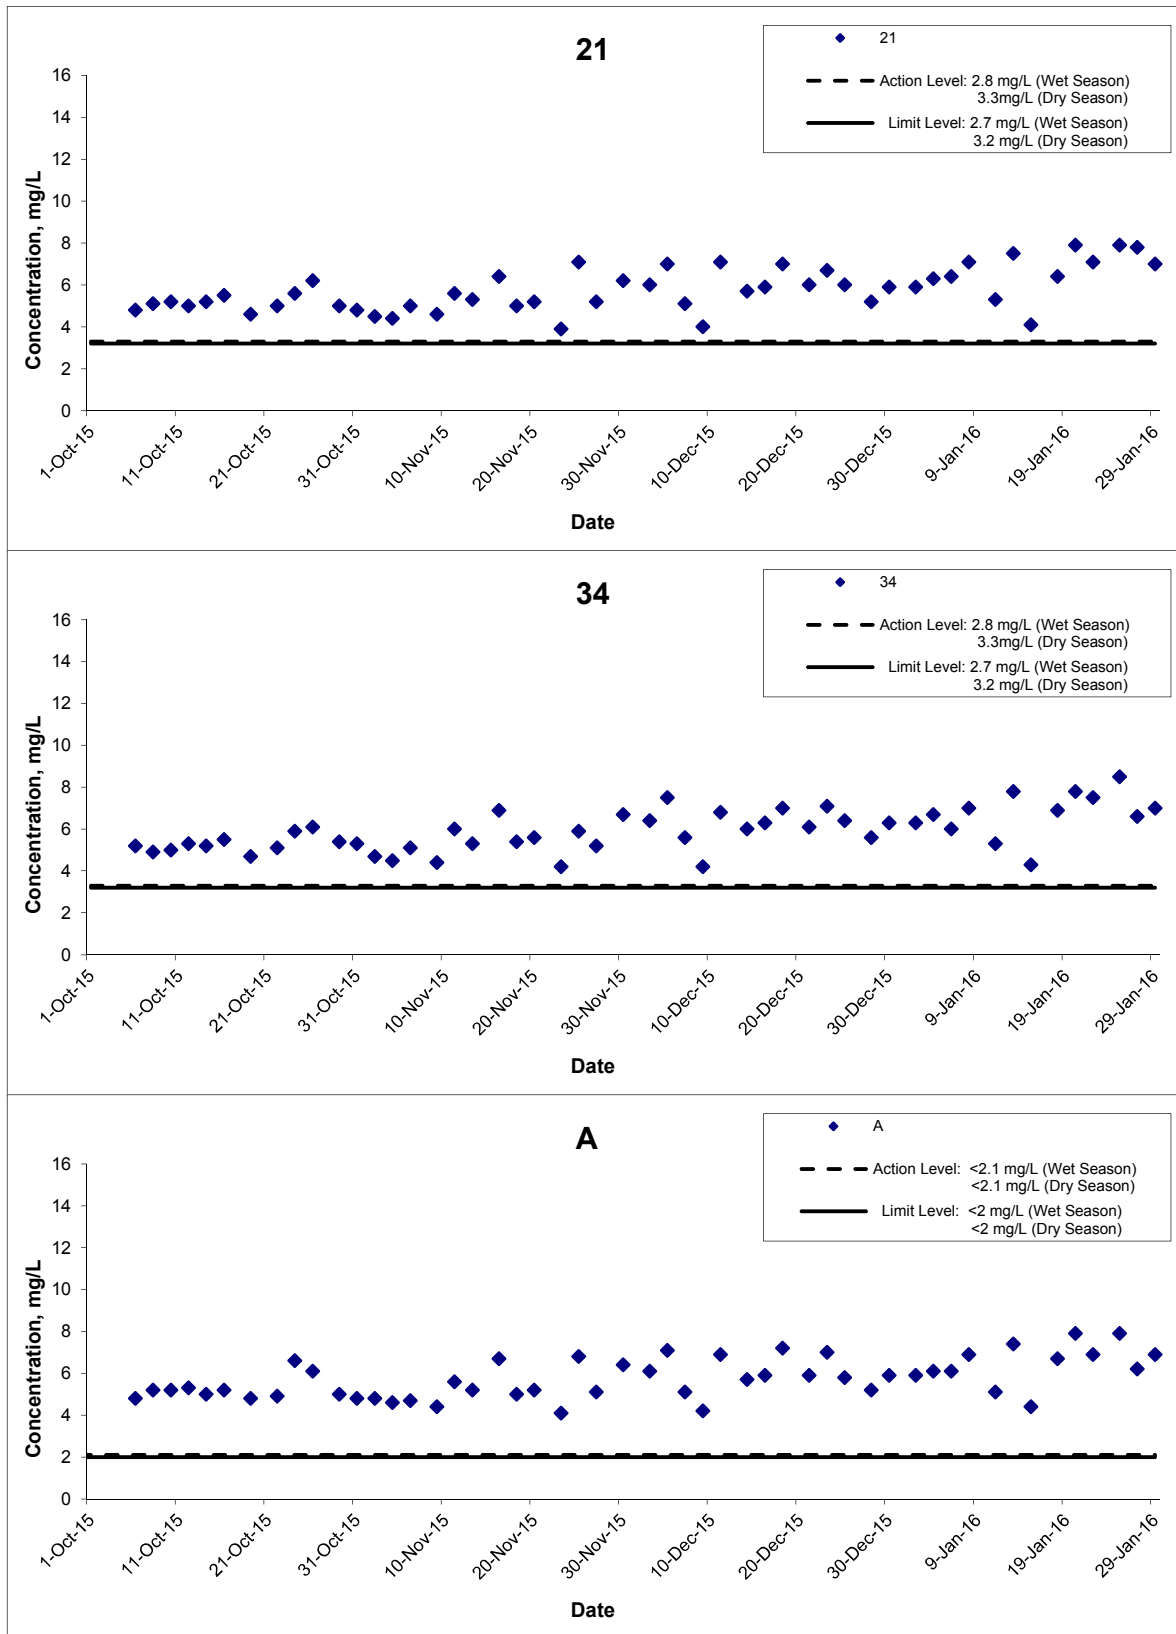 21
21
Action Level: 2.8 mg/L (Wet Season)
3.3mg/L (Dry Season)
Limit Level: 2.7 mg/L (Wet Season)
3.2 mg/L (Dry Season)
Concentration, mg/L
16
14
12
10
8
6
4
2
0
1-Oct-15
11-Oct-15
21-Oct-15
31-Oct-15
10-Nov-15
20-Nov-15
30-Nov-15
10-Dec-15
20-Dec-15
30-Dec-15
9-Jan-16
19-Jan-16
29-Jan-16
Date
34
34
Action Level: 2.8 mg/L (Wet Season)
3.3mg/L (Dry Season)
Limit Level: 2.7 mg/L (Wet Season)
3.2 mg/L (Dry Season)
Concentration, mg/L
16
14
12
10
8
6
4
2
0
1-Oct-15
11-Oct-15
21-Oct-15
31-Oct-15
10-Nov-15
20-Nov-15
30-Nov-15
10-Dec-15
20-Dec-15
30-Dec-15
9-Jan-16
19-Jan-16
29-Jan-16
Date
A
A
Action Level: <2.1 mg/L (Wet Season)
<2.1 mg/L (Dry Season)
Limit Level: <2 mg/L (Wet Season)
<2 mg/L (Dry Season)
Concentration, mg/L
16
14
12
10
8
6
4
2
0
1-Oct-15
11-Oct-15
21-Oct-15
31-Oct-15
10-Nov-15
20-Nov-15
30-Nov-15
10-Dec-15
20-Dec-15
30-Dec-15
9-Jan-16
19-Jan-16
29-Jan-16
Date